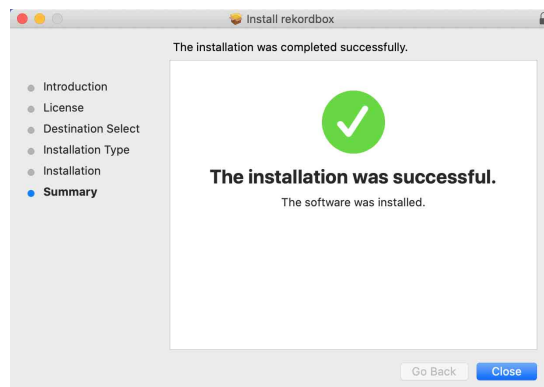 Install rekordbox
The installation was completed successfully.
Introduction
License
Destination Select
Installation Type
Installation
Summary
The installation was successful.
The software was installed.
Go Back
Close